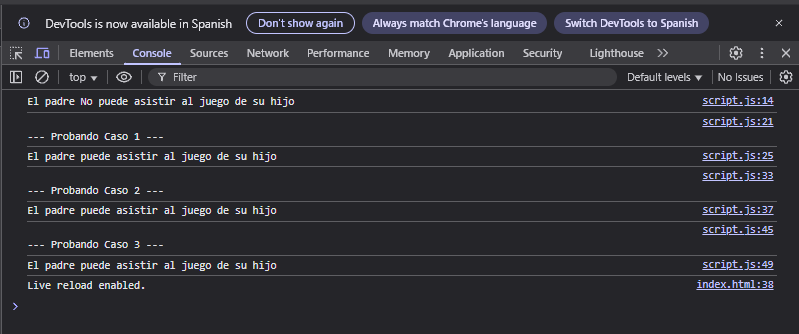 DevTools is now available in Spanish Don't show again Always match Chrome's language Switch DevTools to Spanish
Elements Console Sources Network Performance Memory Application Security Lighthouse
top Filter Default levels No Issues
El padre No puede asistir al juego de su hijo script.js:14
script.js:21
--- Probando Caso 1 ---
El padre puede asistir al juego de su hijo script.js:25
script.js:33
--- Probando Caso 2 ---
El padre puede asistir al juego de su hijo script.js:37
script.js:45
--- Probando Caso 3 ---
El padre puede asistir al juego de su hijo script.js:49
Live reload enabled. index.html:38